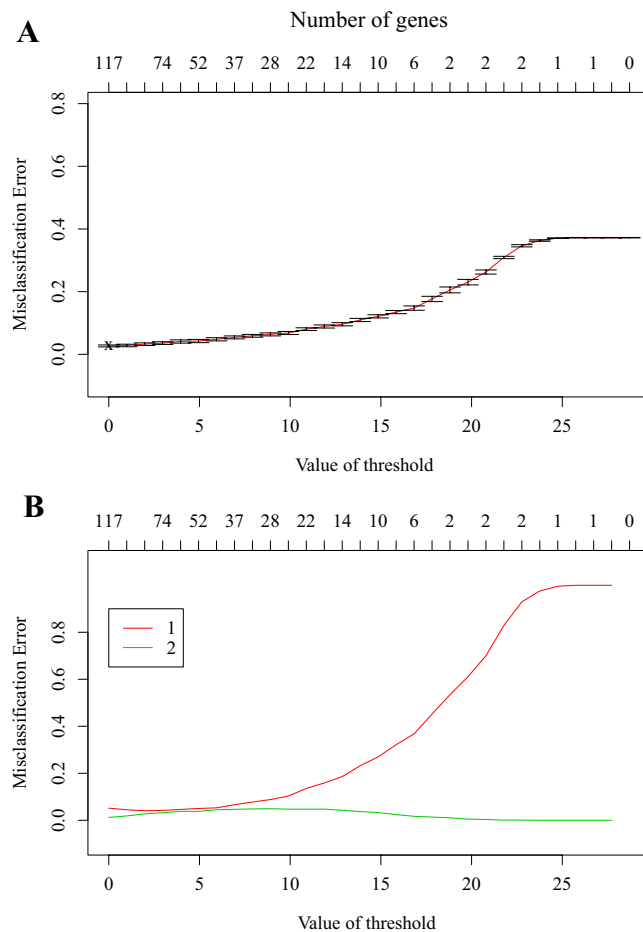 A
Number of genes
117 74 52 37 28 22 14 10 6 2 2 2 1 1 0
0.8
0.6
0.4
0.2
0.0
Misclassification Error
X
0 5 10 15 20 25
Value of threshold
B
117 74 52 37 28 22 14 10 6 2 2 2 1 1 0
0.8
0.6
0.4
0.2
0.0
Misclassification Error
1
2
0 5 10 15 20 25
Value of threshold